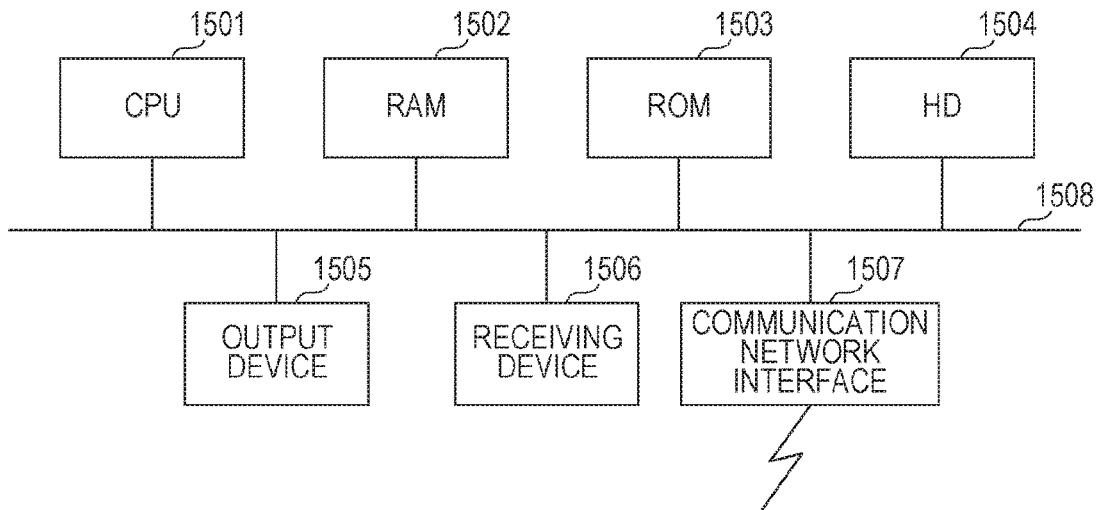 1501
1502
1503
1504
CPU
RAM
ROM
HD
1508
1505
1506
1507
OUTPUT
DEVICE
RECEIVING
DEVICE
COMMUNICATION
NETWORK
INTERFACE